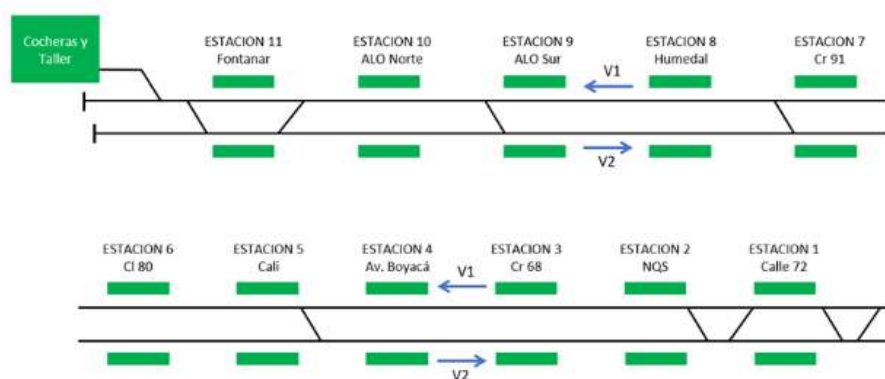 Cocheras y
Taller
ESTACION 11
Fontanar
ESTACION 10
ALO Norte
ESTACION 9
ALO Sur
ESTACION 8
Humedal
ESTACION 7
Cr 91
V1
V2
ESTACION 6
Cl 80
ESTACION 5
Cali
ESTACION 4
Av. Boyacá
ESTACION 3
Cr 68
ESTACION 2
NQS
ESTACION 1
Calle 72
V1
V2